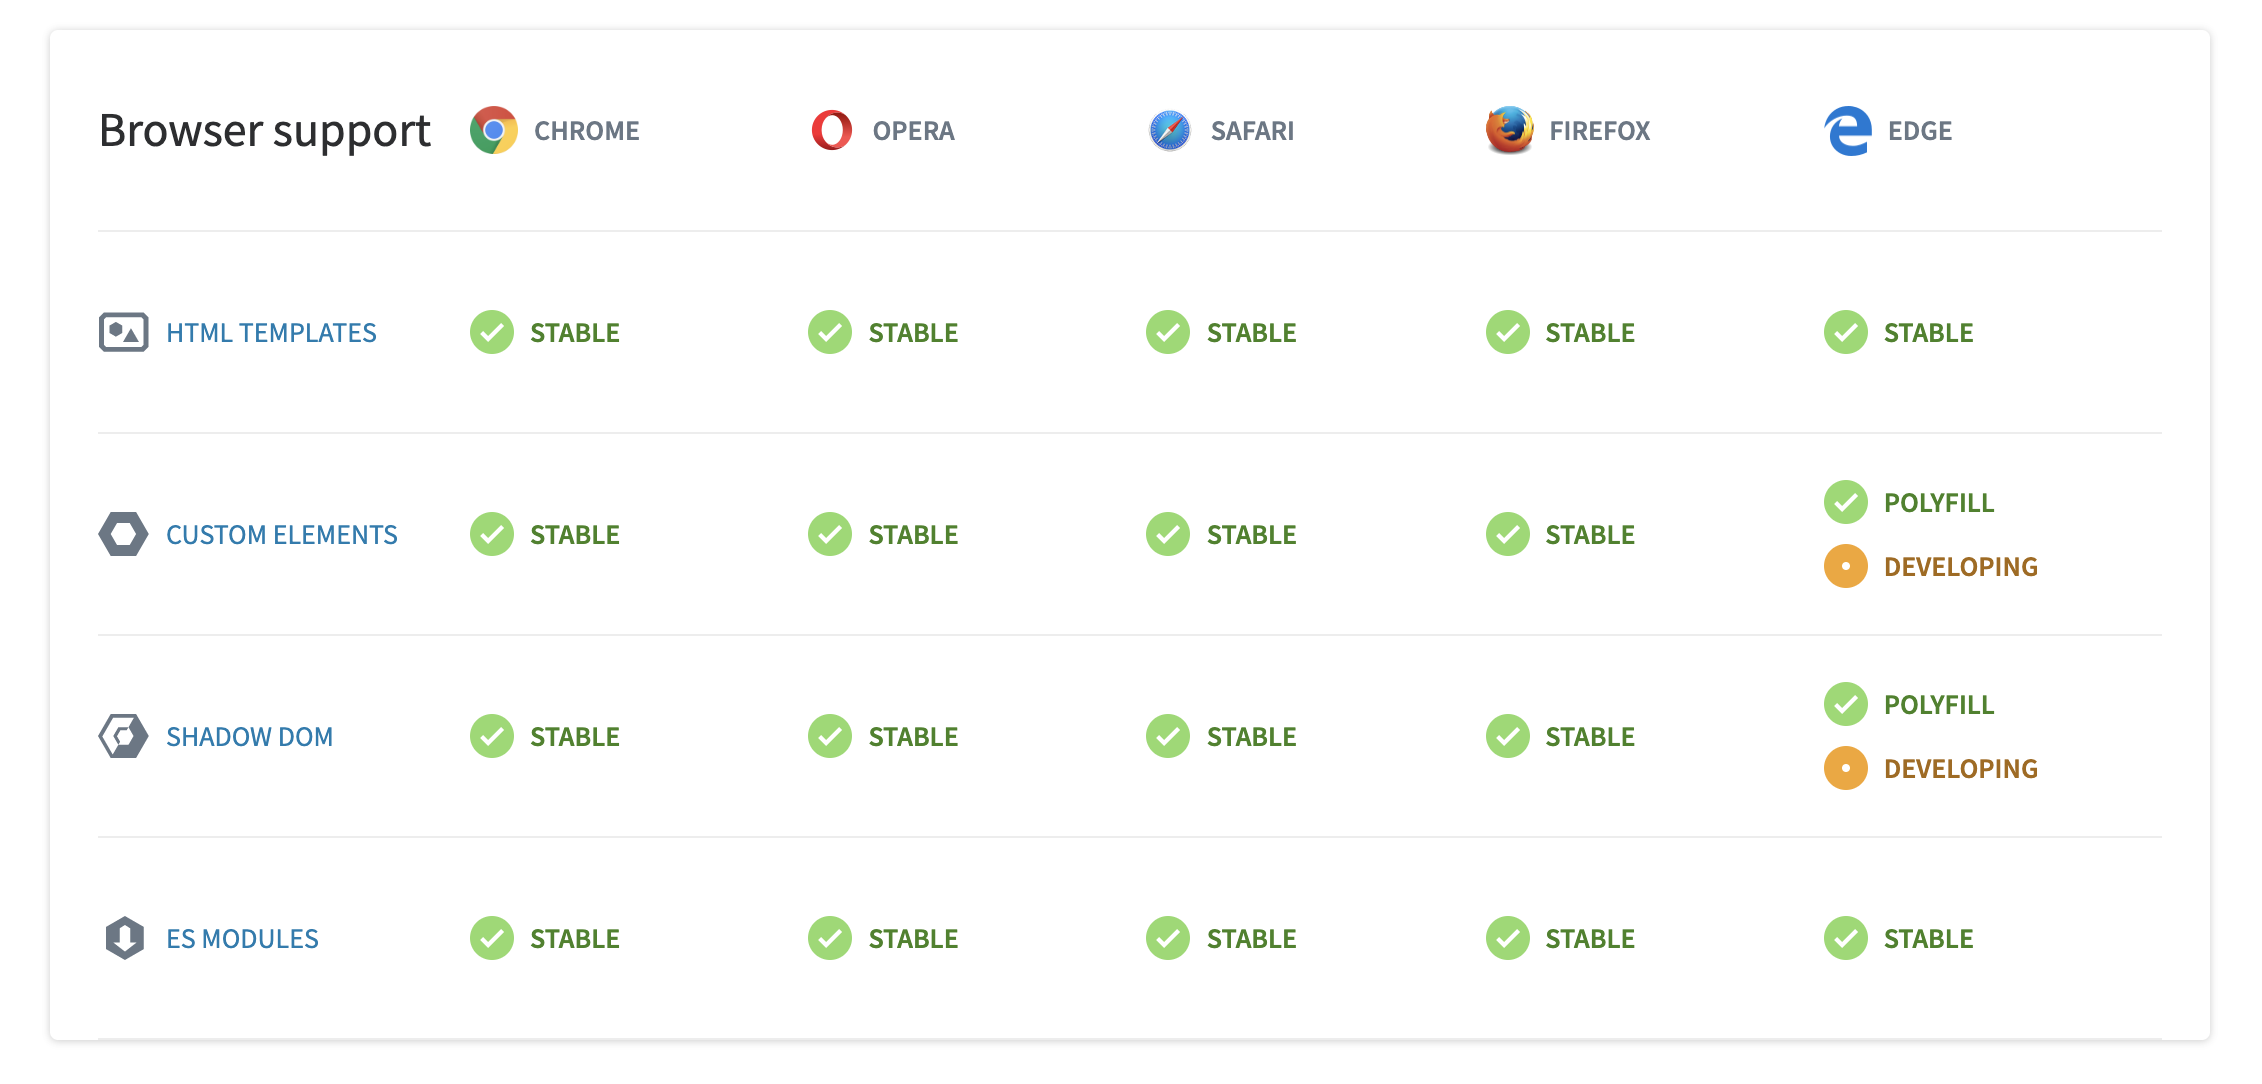 Browser support CHROME OPERA SAFARI FIREFOX EDGE
HTML TEMPLATES STABLE STABLE STABLE STABLE STABLE
CUSTOM ELEMENTS STABLE STABLE STABLE STABLE POLYFILL
DEVELOPING
SHADOW DOM STABLE STABLE STABLE STABLE POLYFILL
DEVELOPING
ES MODULES STABLE STABLE STABLE STABLE STABLE